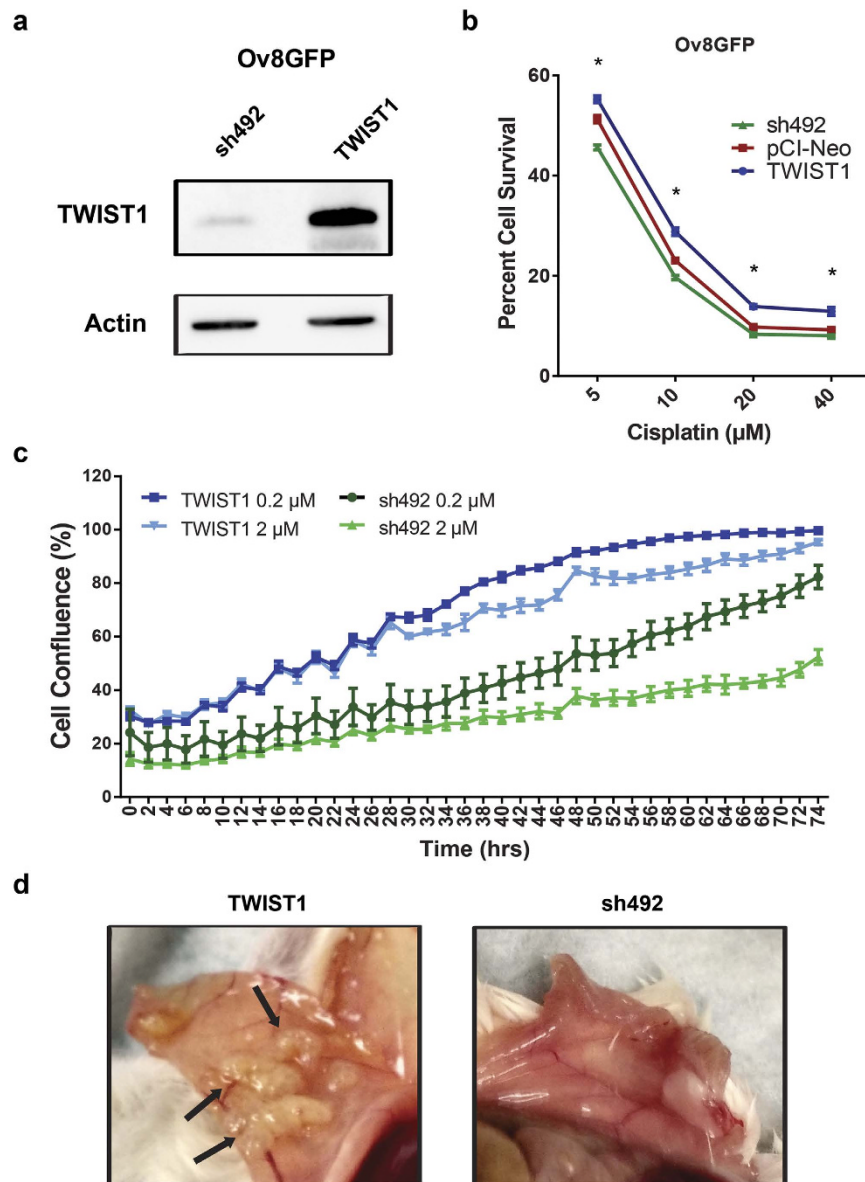 a
Ov8GFP
sh492
TWIST1
TWIST1
Actin
b
Ov8GFP
*
*
*
*
sh492
pCI-Neo
TWIST1
Percent Cell Survival
60
40
20
0
5
10
20
40
Cisplatin (µM)
c
TWIST1 0.2 µM
sh492 0.2 µM
TWIST1 2 µM
sh492 2 µM
Cell Confluence (%)
120
100
80
60
40
20
0
0 2 4 6 8 10 12 14 16 18 20 22 24 26 28 30 32 34 36 38 40 42 44 46 48 50 52 54 56 58 60 62 64 66 68 70 72 74
Time (hrs)
d
TWIST1
sh492